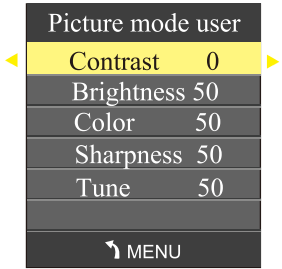 Picture mode user
Contrast 0
Brightness 50
Color 50
Sharpness 50
Tune 50
MENU